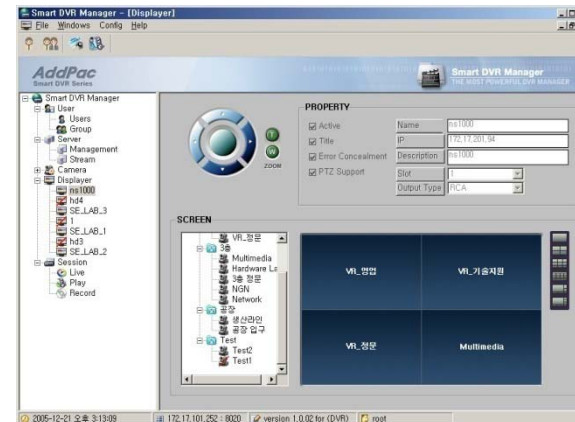 Smart DVR Manager - [Displayer]
File Windows Config Help
AddPac
Smart DVR Series
Smart DVR Manager
THE MOST POWERFUL DVR MANAGER
Smart DVR Manager
User
Users
Group
Server
Management
Stream
Camera
Displayer
ns1000
hd4
SE_LAB_3
1
SE_LAB_1
hd3
SE_LAB_2
Session
Live
Play
Record
T
W
ZOOM
PROPERTY
Active
Title
Error Concealment
PTZ Support
Name ns1000
IP 172.17.201.94
Description ns1000
Slot 1
Output Type RCA
SCREEN
VR_정문
3층
Multimedia
Hardware La
3층 정문
NGN
Network
공장
생산라인
공장 입구
Test
Test2
Test1
VR_영업 VR_기술지원
VR_정문 Multimedia
2005-12-21 오후 3:13:09 172.17.101.252 : 8020 version 1.0.02 for (DVR) root